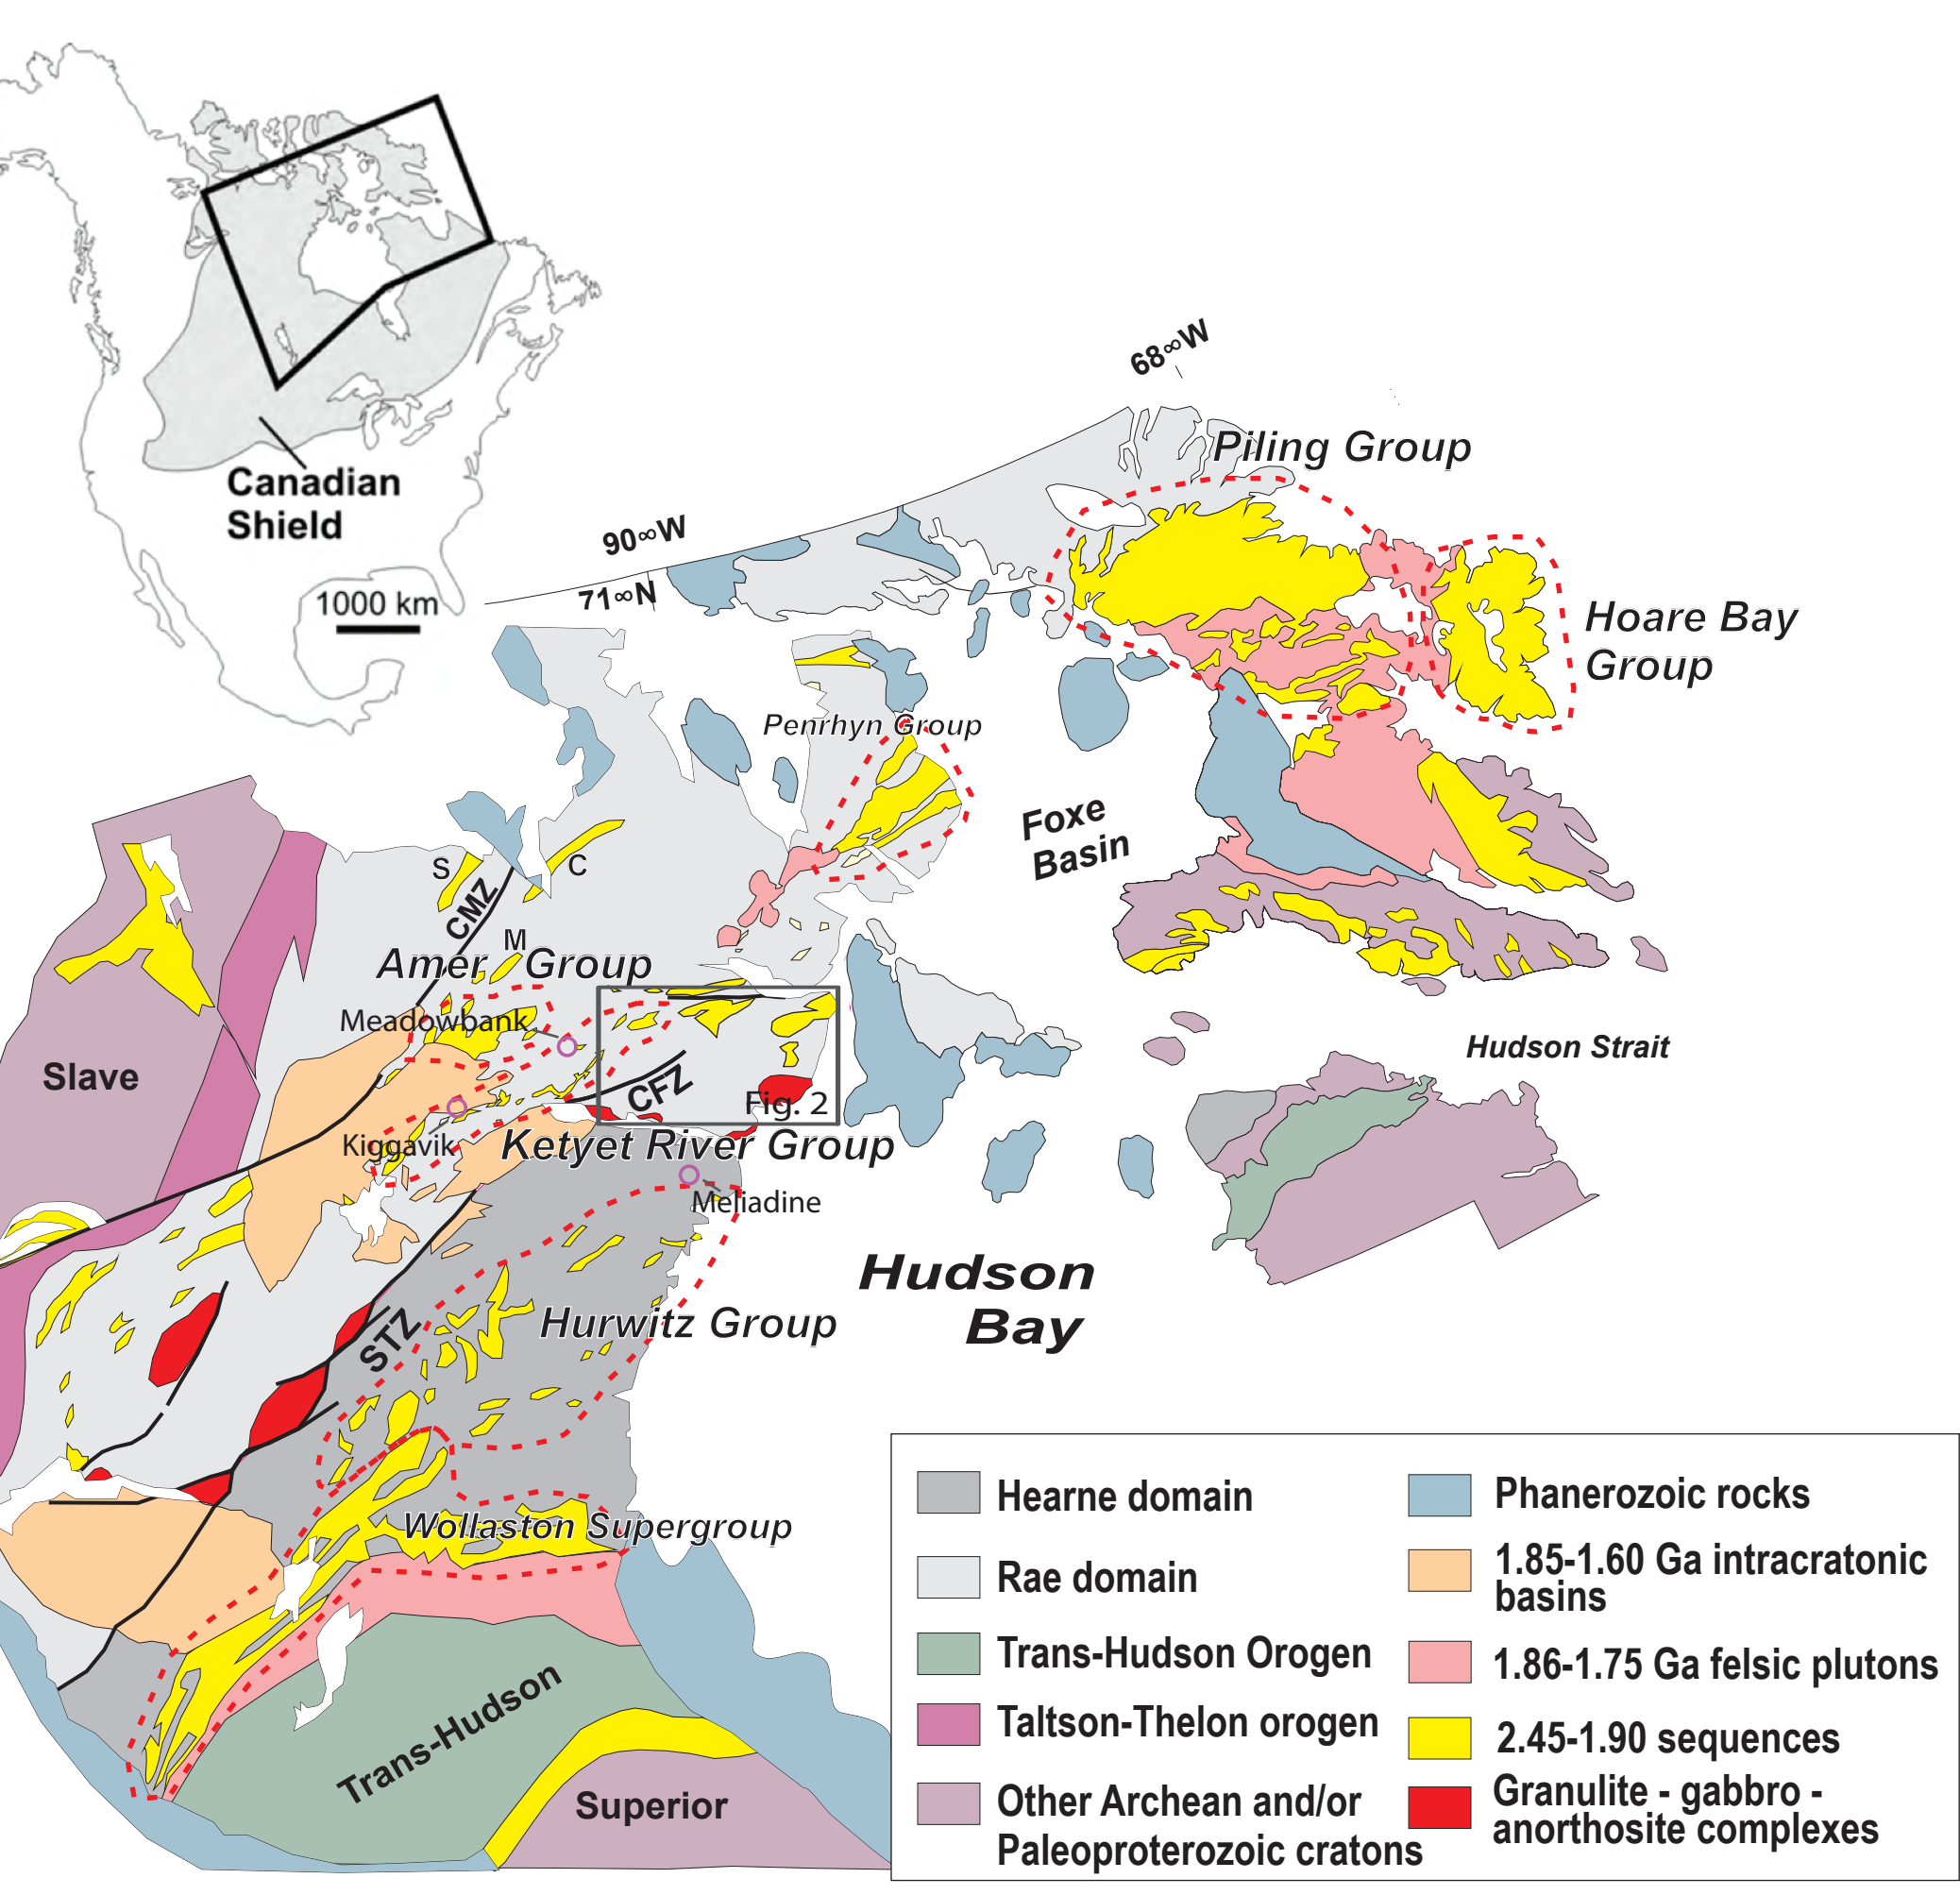 Canadian
Shield
1000 km
68∞W
90∞W
71∞N
Piling Group
Hoare Bay
Group
Penrhyn Group
Foxe
Basin
S
C
CMZ
M
Amer Group
Meadowbank
Slave
CFZ
Fig. 2
Kiggavik
Ketyet River Group
Meliadine
Hudson Strait
Hudson
Bay
STZ
Hurwitz Group
Wollaston Supergroup
Trans-Hudson
Superior
Hearne domain
Rae domain
Trans-Hudson Orogen
Taltson-Thelon orogen
Other Archean and/or
Paleoproterozoic cratons
Phanerozoic rocks
1.85-1.60 Ga intracratonic
basins
1.86-1.75 Ga felsic plutons
2.45-1.90 sequences
Granulite - gabbro -
anorthosite complexes